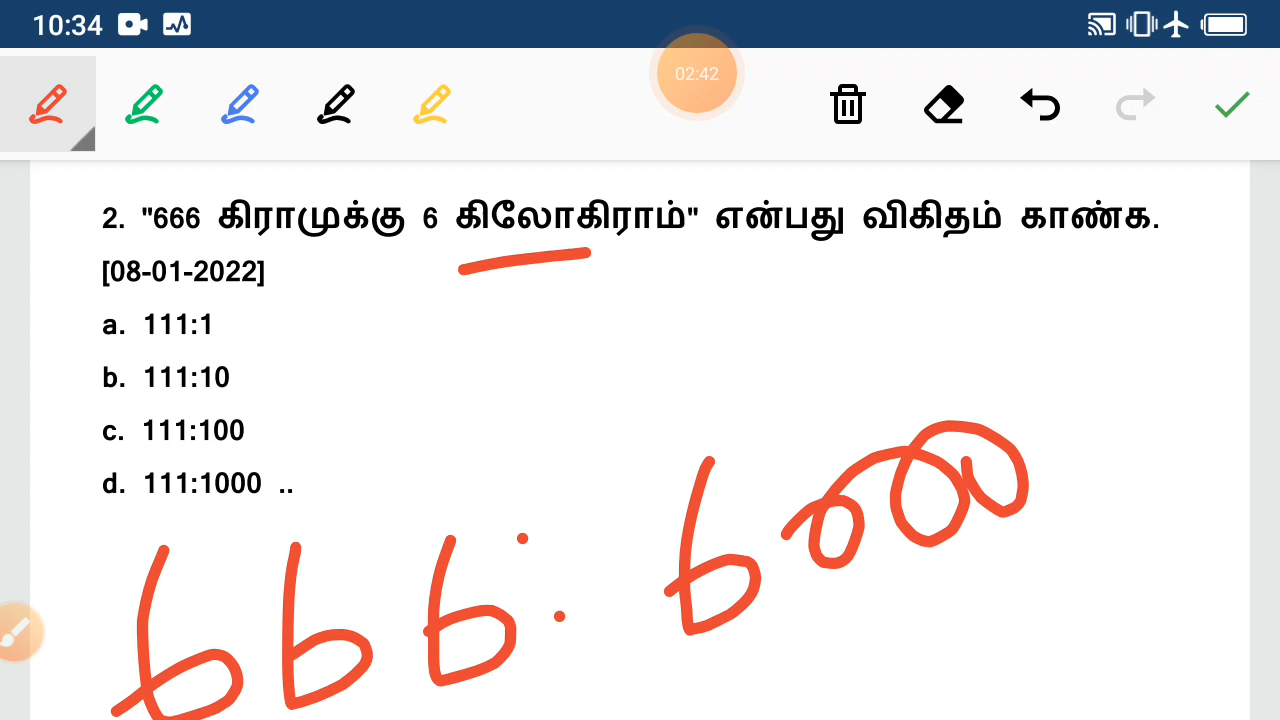 10:34
02:42
2. "666 கிராமுக்கு 6 கிலோகிராம்" என்பது விகிதம் காண்க.
[08-01-2022]
a. 111:1
b. 111:10
c. 111:100
d. 111:1000 ..
666: 6000